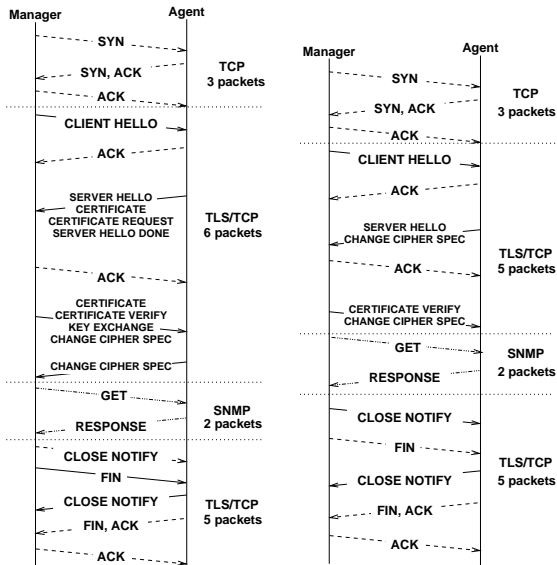 Manager
Agent
SYN
SYN, ACK
ACK
TCP
3 packets
CLIENT HELLO
ACK
SERVER HELLO
CERTIFICATE
CERTIFICATE REQUEST
SERVER HELLO DONE
TLS/TCP
6 packets
ACK
CERTIFICATE
CERTIFICATE VERIFY
KEY EXCHANGE
CHANGE CIPHER SPEC
CHANGE CIPHER SPEC
GET
RESPONSE
SNMP
2 packets
CLOSE NOTIFY
FIN
CLOSE NOTIFY
FIN, ACK
ACK
TLS/TCP
5 packets
Manager
Agent
SYN
SYN, ACK
ACK
TCP
3 packets
CLIENT HELLO
ACK
SERVER HELLO
CHANGE CIPHER SPEC
ACK
TLS/TCP
5 packets
CERTIFICATE VERIFY
CHANGE CIPHER SPEC
GET
RESPONSE
SNMP
2 packets
CLOSE NOTIFY
FIN
CLOSE NOTIFY
FIN, ACK
ACK
TLS/TCP
5 packets